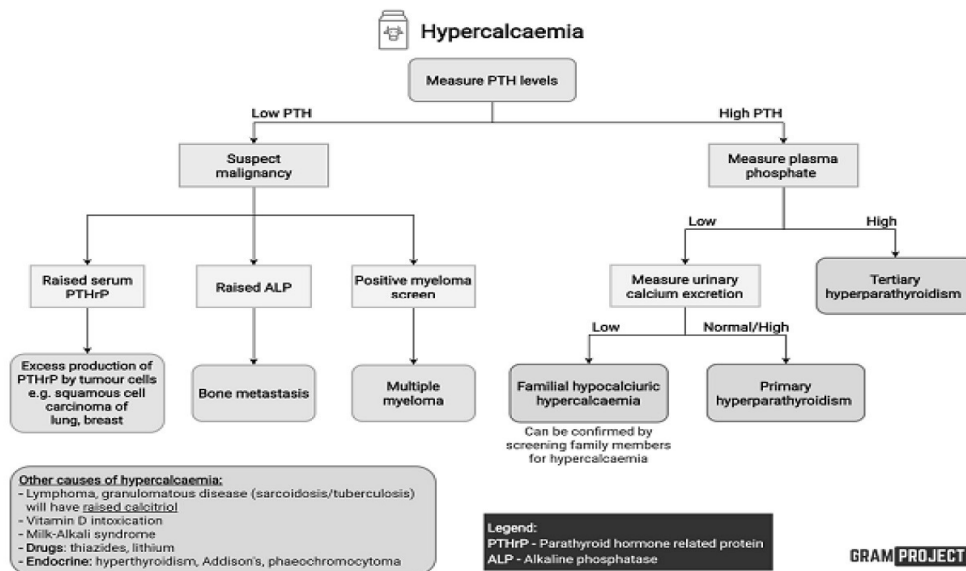 Hypercalcaemia
Measure PTH levels
Low PTH
High PTH
Suspect
malignancy
Measure plasma
phosphate
Low
High
Raised serum
PTHrP
Raised ALP
Positive myeloma
screen
Measure urinary
calcium excretion
Tertiary
hyperparathyroidism
Low
Normal/High
Excess production of
PTHrP by tumour cells
e.g. squamous cell
carcinoma of
lung, breast
Bone metastasis
Multiple
myeloma
Familial hypocalciuric
hypercalcaemia
Primary
hyperparathyroidism
Can be confirmed by
screening family members
for hypercalcaemia
Other causes of hypercalcaemia:
- Lymphoma, granulomatous disease (sarcoidosis/tuberculosis)
will have raised calcitriol
- Vitamin D intoxication
- Milk-Alkali syndrome
- Drugs: thiazides, lithium
- Endocrine: hyperthyroidism, Addison's, phaeochromocytoma
Legend:
PTHrP - Parathyroid hormone related protein
ALP - Alkaline phosphatase
GRAM PROJECT